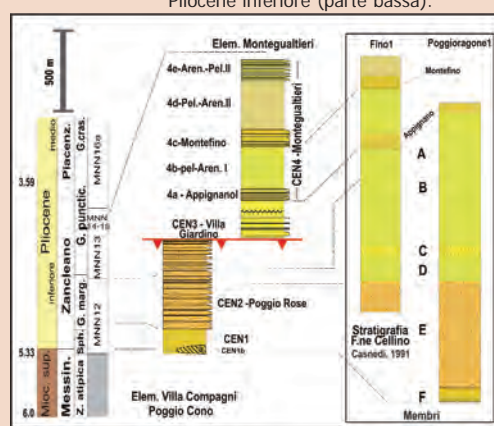 Pliocene inferiore (parte bassa).
500 m
Elem. Montegualtieri
4e-Aren.-Pel.II
4d-Pel.-Aren.II
4c-Montefino
4b-pel-Aren. I
4a - Appignanol
CEN4 -Montegualtieri
CEN3 - Villa
Giardino
CEN2 -Poggio Rose
CEN1
CEN1b
Elem. Villa Compagni
Poggio Cono
3.59
5.33
6.0
Pliocene
medio
inferiore
Mioc. sup.
Piacenz.
Zancleano
Messin.
G.cras.
G. punctic.
G. marg.
Sph.
Z. atipica
MNN16a
MNN
14-15
MNN13
MNN12
Fino1
Poggioragone1
Montefino
Appignano
A
B
C
D
E
F
Stratigrafia
F.ne Cellino
Casnedi, 1991
Membri